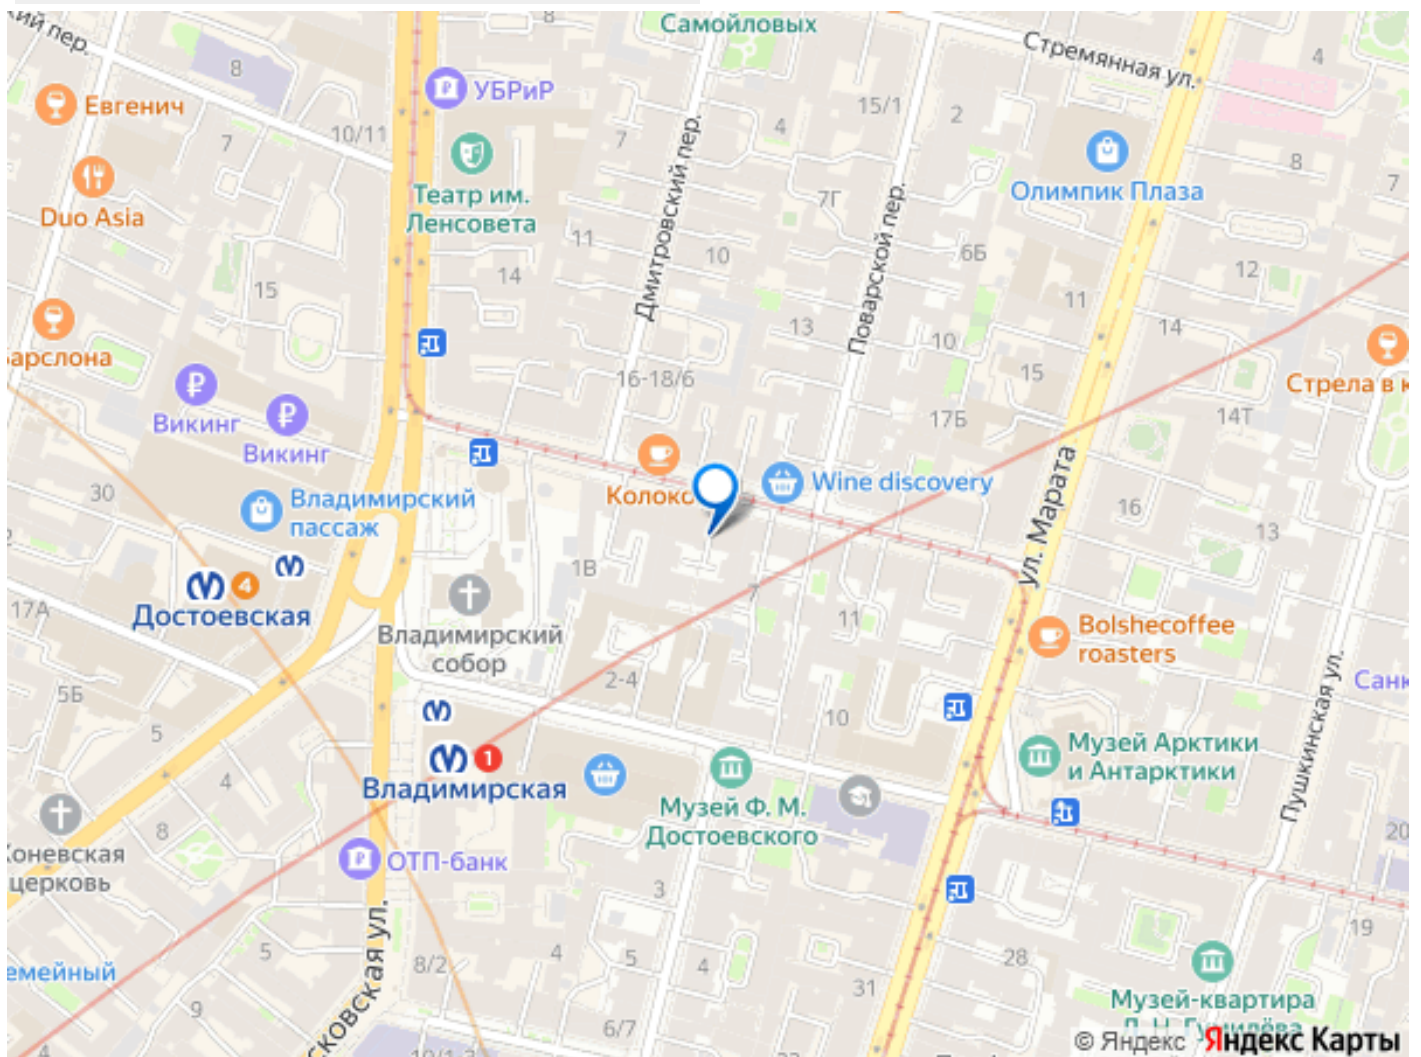 Самойловых
8
Стремянная ул.
4
8
УБРиР
Евгенич
10/11
7
7
4
15/1
2
8
7
Театр им.
Ленсовета
Дмитровский пер.
7Г
Поварской пер.
Олимпик Плаза
Duo Asia
11
10
6Б
12
15
14
11
13
14
10
15
16-18/6
17Б
14Т
Викинг
Викинг
30
Владимирский
пассаж
Wine discovery
ул. Марата
16
13
1В
4
Достоевская
17А
7
11
Владимирский
собор
Bolshecoffee
roasters
2-4
5Б
5
10
Пушкинская ул.
1
Владимирская
Музей Арктики
и Антарктики
4
Музей Ф. М.
Достоевского
8
20
церковь
ОТП-банк
3
19
5
8/2
4
5
4
28
31
9
Музей-квартира
6/7
© Яндекс Яндекс Карты